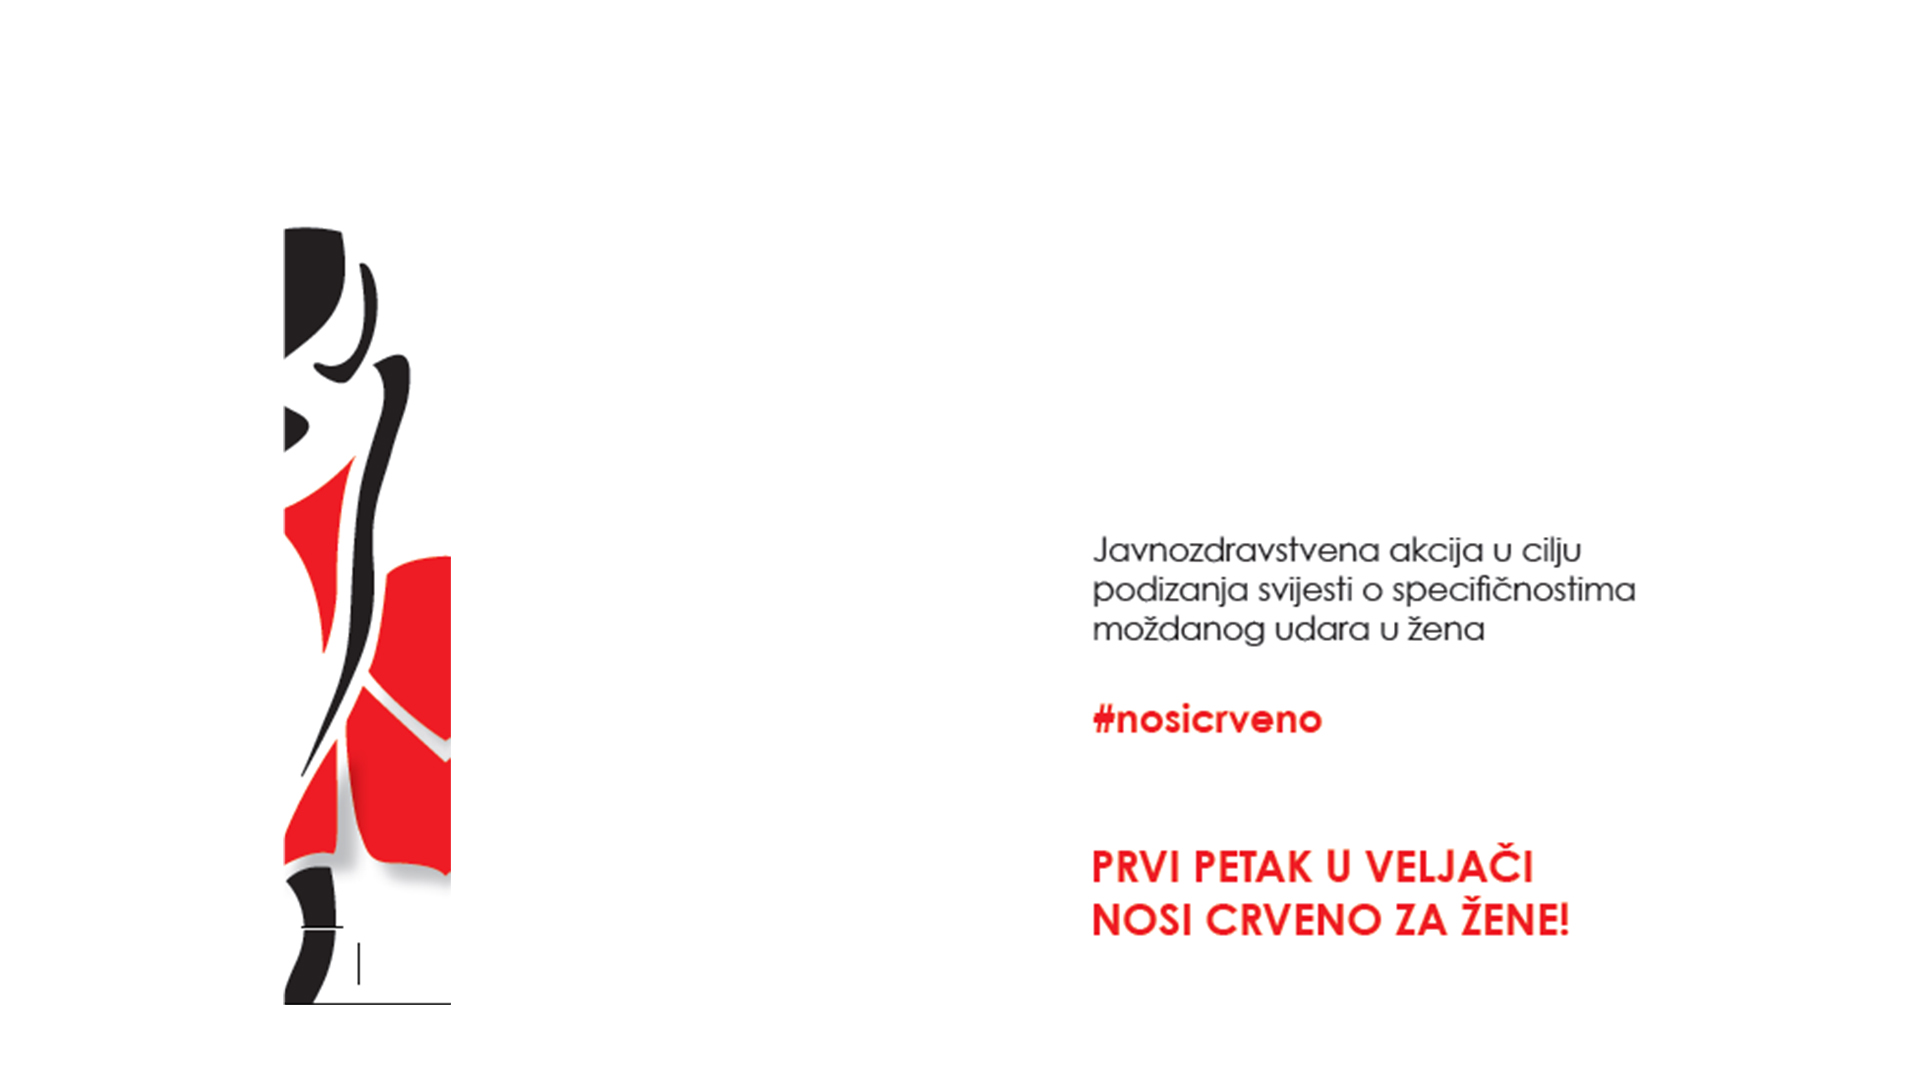 Javnozdravstvena akcija u cilju
podizanja svijesti o specifičnostima
moždanog udara u žena
#nosicrveno
PRVI PETAK U VELJAČI
NOSI CRVENO ZA ŽENE!